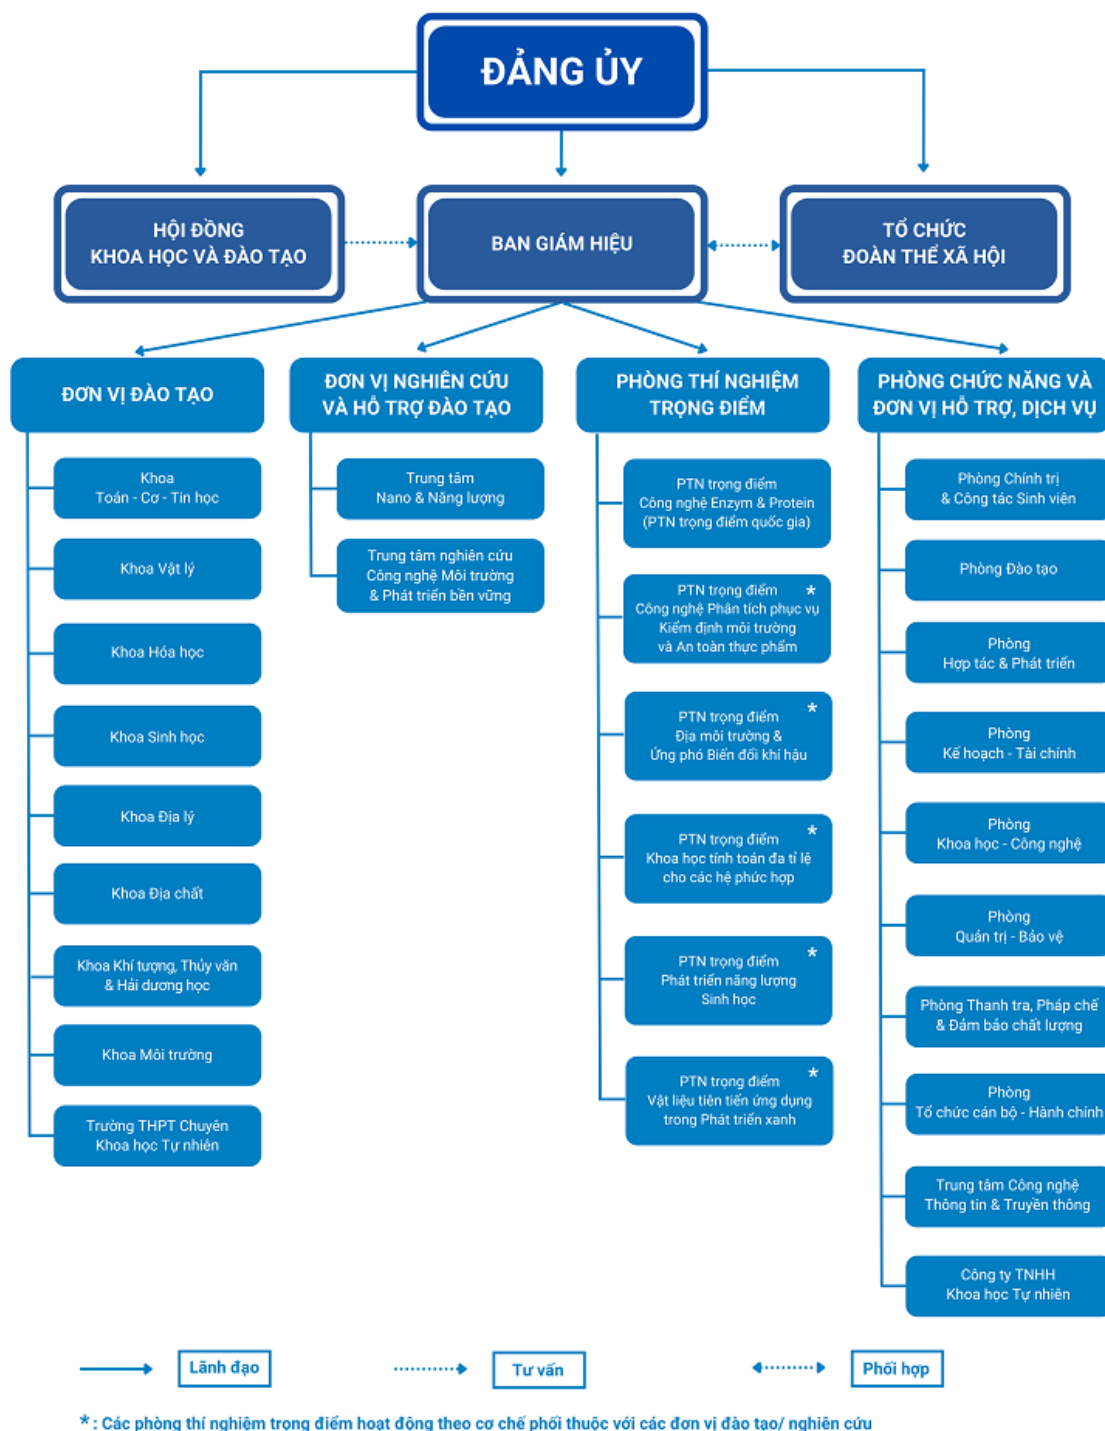 ĐẢNG ỦY
HỘI ĐỒNG
KHOA HỌC VÀ ĐÀO TẠO
BAN GIÁM HIỆU
TỔ CHỨC
ĐOÀN THỂ XÃ HỘI
ĐƠN VỊ ĐÀO TẠO
Khoa
Toán - Cơ - Tin học
Khoa Vật lý
Khoa Hóa học
Khoa Sinh học
Khoa Địa lý
Khoa Địa chất
Khoa Khí tượng, Thủy văn
& Hải dương học
Khoa Môi trường
Trường THPT Chuyên
Khoa học Tự nhiên
ĐƠN VỊ NGHIÊN CỨU
VÀ HỖ TRỢ ĐÀO TẠO
Trung tâm
Nano & Năng lượng
Trung tâm nghiên cứu
Công nghệ Môi trường
& Phát triển bền vững
PHÒNG THÍ NGHIỆM
TRỌNG ĐIỂM
PTN trọng điểm
Công nghệ Enzym & Protein
(PTN trọng điểm quốc gia)
PTN trọng điểm *
Công nghệ Phân tích phục vụ
Kiểm định môi trường
và An toàn thực phẩm
PTN trọng điểm *
Địa môi trường &
Ứng phó Biến đổi khí hậu
PTN trọng điểm *
Khoa học tính toán đa tỉ lệ
cho các hệ phức hợp
PTN trọng điểm *
Phát triển năng lượng
Sinh học
PTN trọng điểm *
Vật liệu tiên tiến ứng dụng
trong Phát triển xanh
PHÒNG CHỨC NĂNG VÀ
ĐƠN VỊ HỖ TRỢ, DỊCH VỤ
Phòng Chính trị
& Công tác Sinh viên
Phòng Đào tạo
Phòng
Hợp tác & Phát triển
Phòng
Kế hoạch - Tài chính
Phòng
Khoa học - Công nghệ
Phòng
Quản trị - Bảo vệ
Phòng Thanh tra, Pháp chế
& Đảm bảo chất lượng
Phòng
Tổ chức cán bộ - Hành chính
Trung tâm Công nghệ
Thông tin & Truyền thông
Công ty TNHH
Khoa học Tự nhiên
Lãnh đạo
Tư vấn
Phối hợp
* : Các phòng thí nghiệm trọng điểm hoạt động theo cơ chế phối thuộc với các đơn vị đào tạo/ nghiên cứu